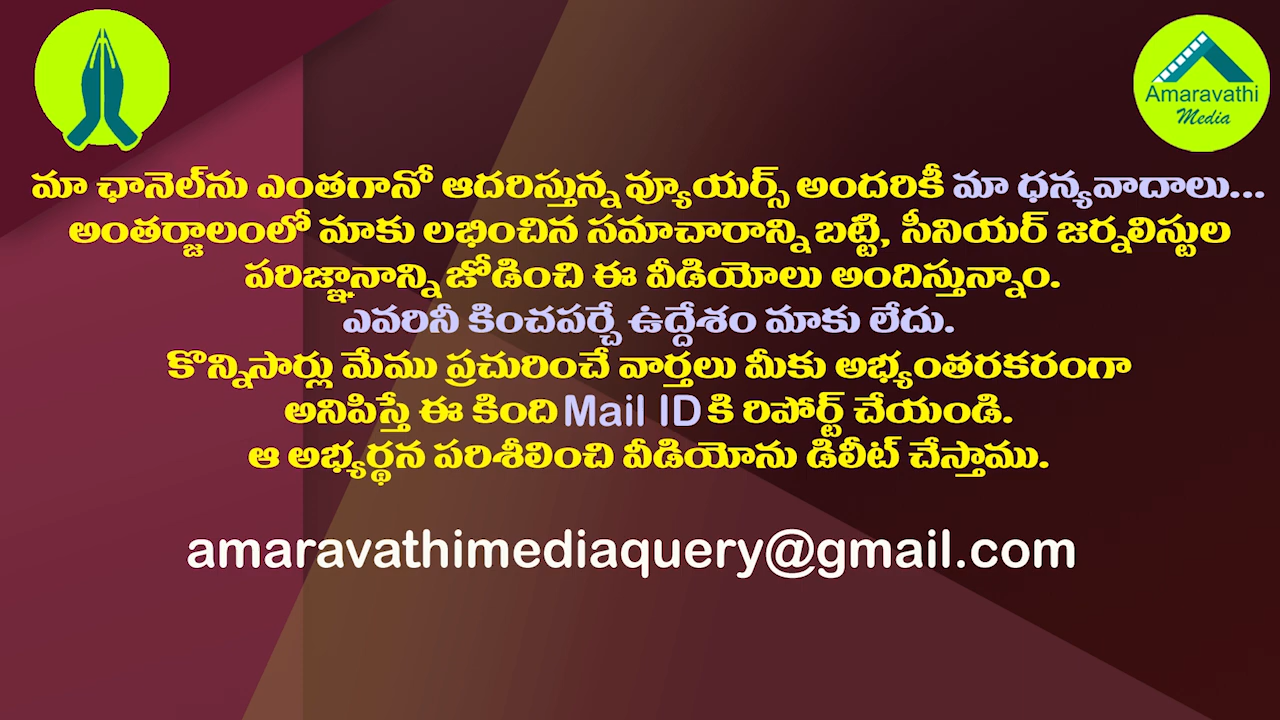 Amaravathi
Media
మా ఛానెల్‌ను ఎంతగానో ఆదరిస్తున్న వ్యూయర్స్ అందరికీ మా ధన్యవాదాలు...
అంతర్జాలంలో మాకు లభించిన సమాచారాన్ని బట్టి, సీనియర్ జర్నలిస్టుల
పరిజ్ఞానాన్ని జోడించి ఈ వీడియోలు అందిస్తున్నాం.
ఎవరినీ కించపర్చే ఉద్దేశం మాకు లేదు.
కొన్నిసార్లు మేము ప్రచురించే వార్తలు మీకు అభ్యంతరకరంగా
అనిపిస్తే ఈ కింది Mail ID కి రిపోర్ట్ చేయండి.
ఆ అభ్యర్థన పరిశీలించి వీడియోను డిలీట్ చేస్తాము.
amaravathimediaquery@gmail.com